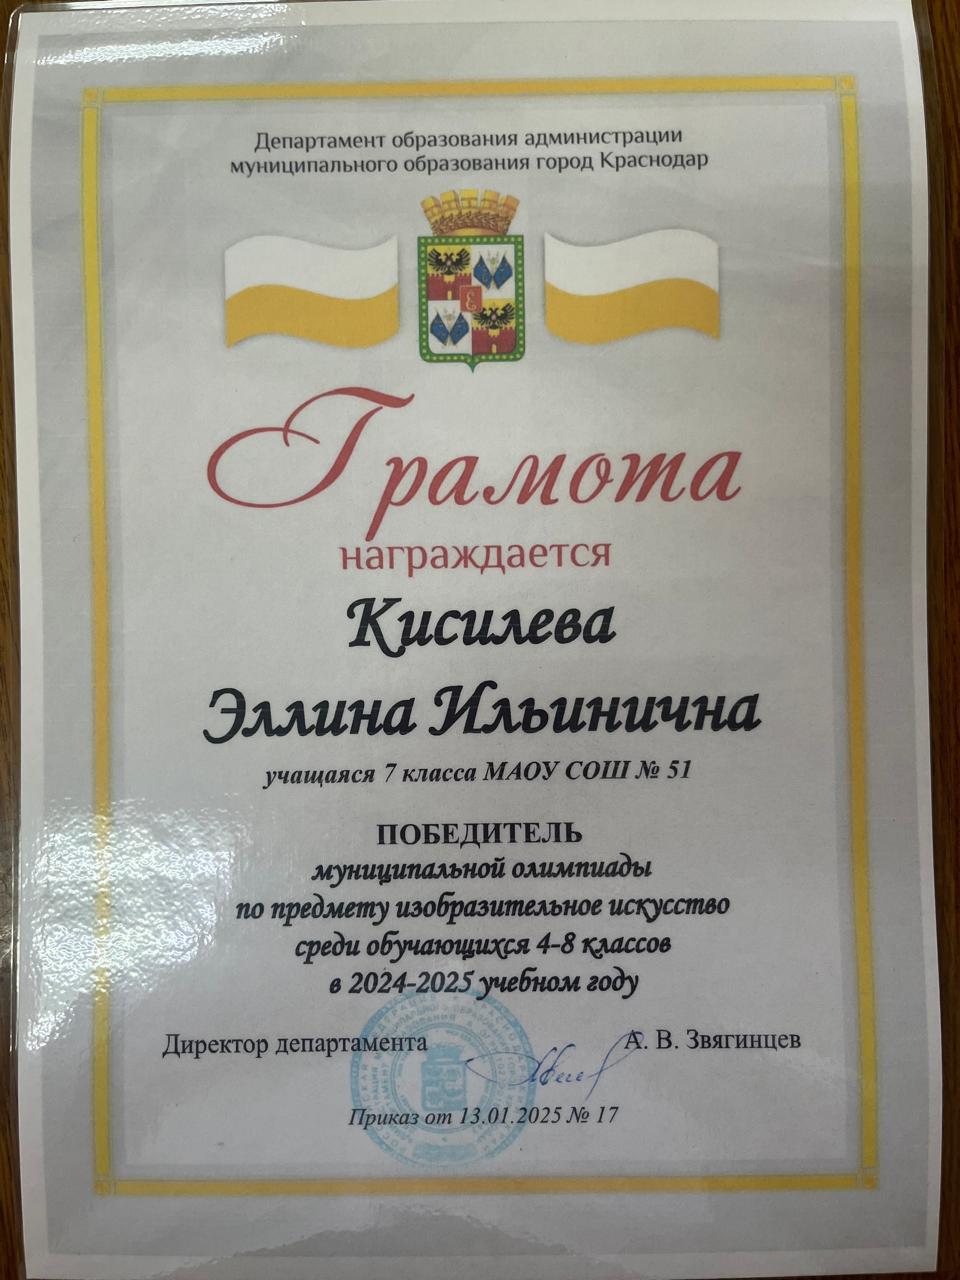 Департамент образования администрации
муниципального образования город Краснодар
Грамота
награждается
Кисилева
Эллина Ильинична
учащаяся 7 класса МАОУ СОШ № 51
ПОБЕДИТЕЛЬ
муниципальной олимпиады
по предмету изобразительное искусство
среди обучающихся 4-8 классов
в 2024-2025 учебном году
Директор департамента А. В. Звягинцев
Приказ от 13.01.2025 № 17